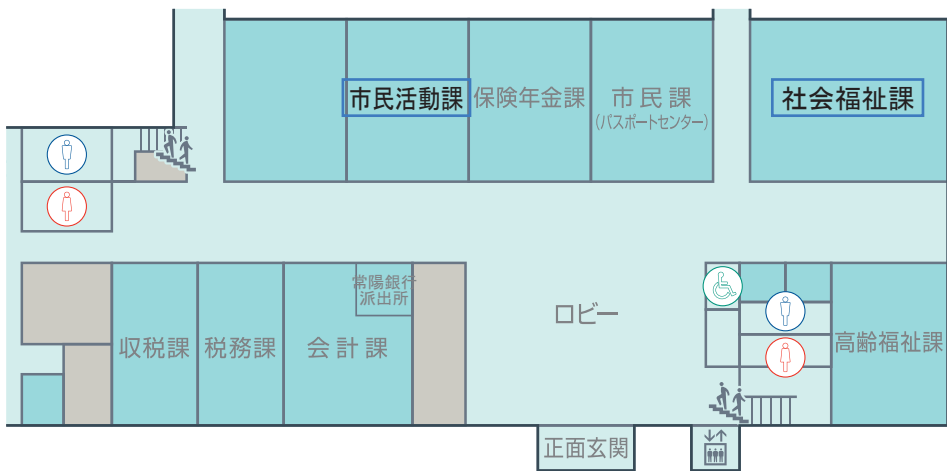 市民活動課
保険年金課
市民課
(パスポートセンター)
社会福祉課
常陽銀行
派出所
収税課
税務課
会計課
ロビー
高齢福祉課
正面玄関